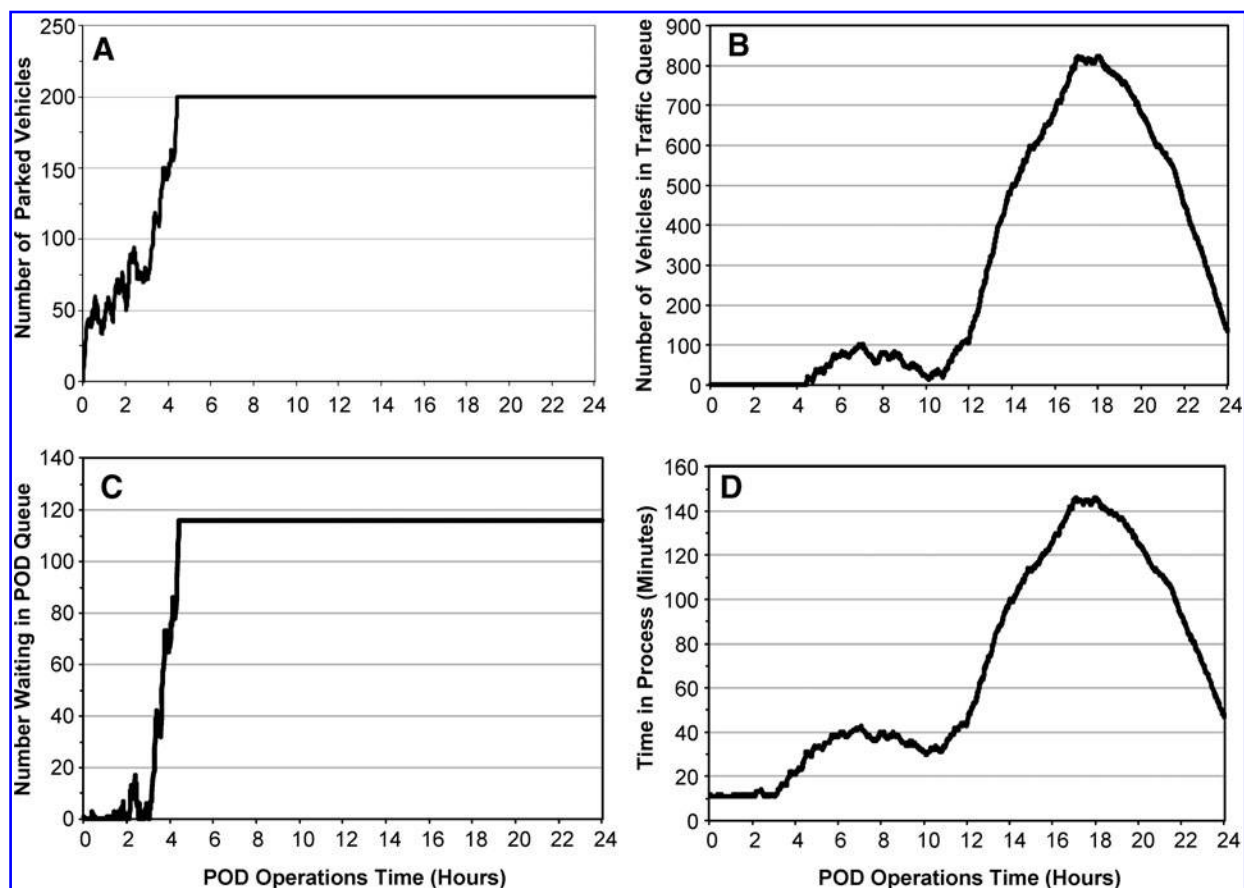 A
Number of Parked Vehicles
250
200
150
100
50
0
0 2 4 6 8 10 12 14 16 18 20 22 24
B
Number of Vehicles in Traffic Queue
900
800
700
600
500
400
300
200
100
0
0 2 4 6 8 10 12 14 16 18 20 22 24
C
Number Waiting in POD Queue
140
120
100
80
60
40
20
0
0 2 4 6 8 10 12 14 16 18 20 22 24
POD Operations Time (Hours)
D
Time in Process (Minutes)
160
140
120
100
80
60
40
20
0
0 2 4 6 8 10 12 14 16 18 20 22 24
POD Operations Time (Hours)